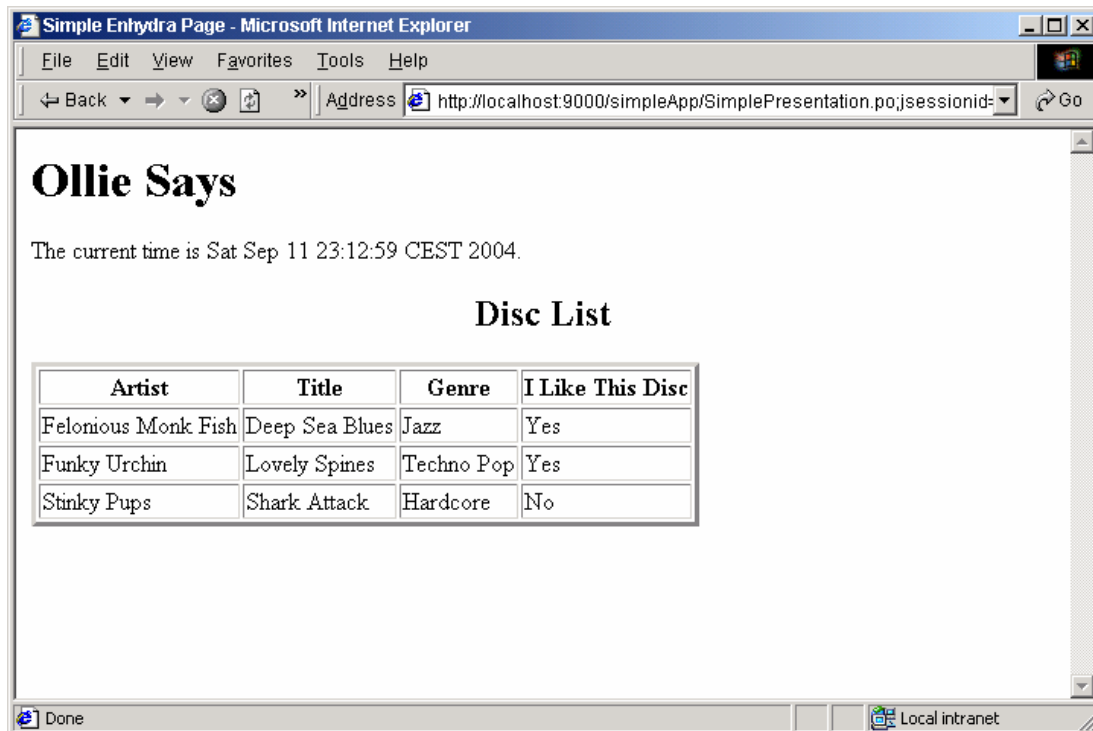 Simple Enhydra Page - Microsoft Internet Explorer
File Edit View Favorites Tools Help
Back » Address http://localhost:9000/simpleApp/SimplePresentation.po;jsessionid= Go
Ollie Says
The current time is Sat Sep 11 23:12:59 CEST 2004.
Disc List
Artist Title Genre I Like This Disc
Felonious Monk Fish Deep Sea Blues Jazz Yes
Funky Urchin Lovely Spines Techno Pop Yes
Stinky Pups Shark Attack Hardcore No
Done Local intranet